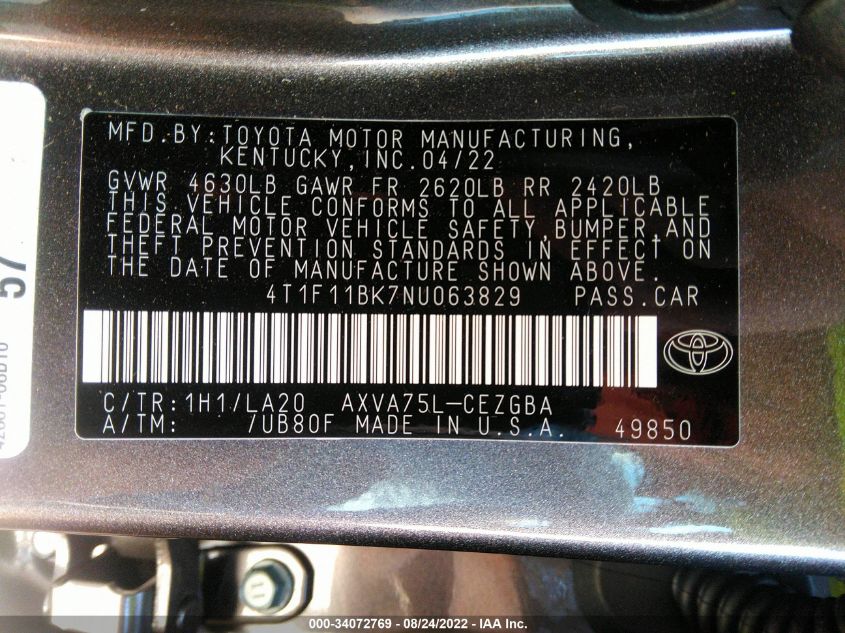 MFD.BY:TOYOTA MOTOR MANUFACTURING,
KENTUCKY,INC.04/22
GVWR 4630LB GAWR FR 2620LB RR 2420LB
THIS VEHICLE CONFORMS TO ALL APPLICABLE
FEDERAL MOTOR VEHICLE SAFETY,BUMPER,AND
THEFT PREVENTION STANDARDS IN EFFECT ON
THE DATE OF MANUFACTURE SHOWN ABOVE.
4T1F11BK7NU063829 PASS.CAR
C/TR:1H1/LA20 AXVA75L-CEZGBA
A/TM: 7UB80F MADE IN U.S.A. 49850
57
11
000-34072769 - 08/24/2022 - IAA Inc.